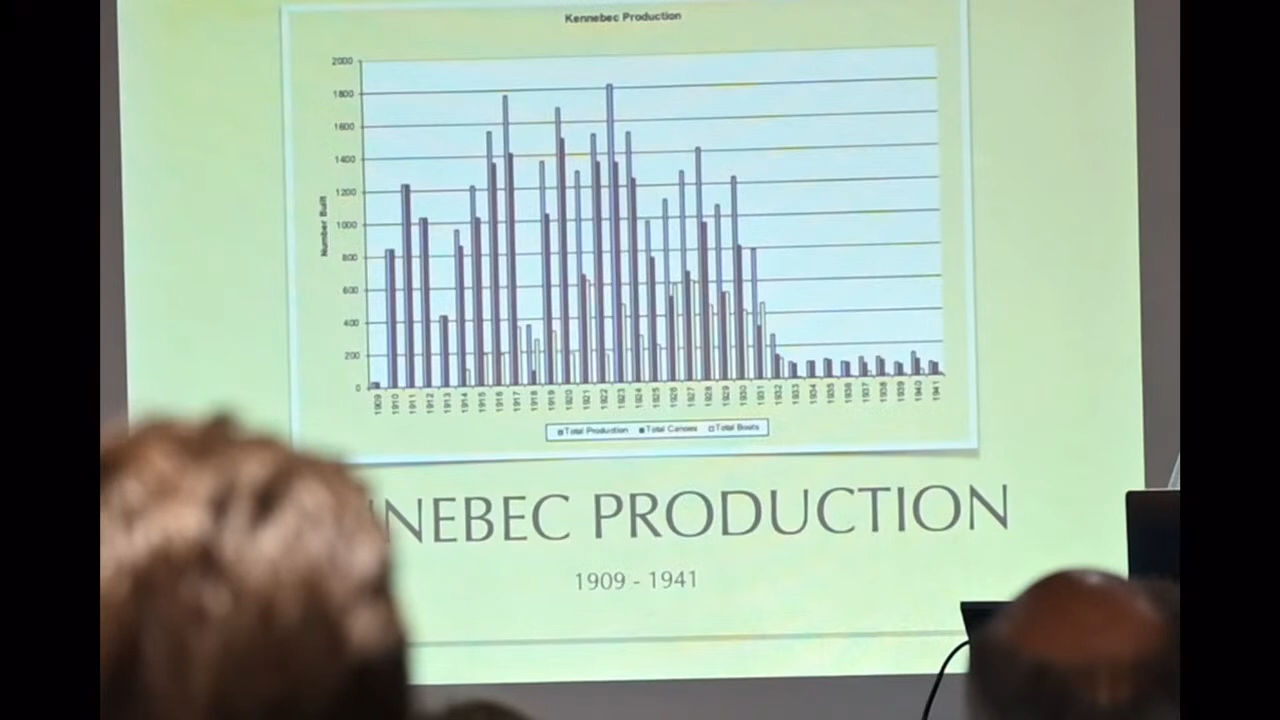 Kennebec Production
2000
1800
1600
1400
1200
1000
800
600
400
200
0
Number Built
1909 1910 1911 1912 1913 1914 1915 1916 1917 1918 1919 1920 1921 1922 1923 1924 1925 1926 1927 1928 1929 1930 1931 1932 1933 1934 1935 1936 1937 1938 1939 1940 1941
Total Production Total Canoes Total Boats
NNEBEC PRODUCTION
1909 - 1941